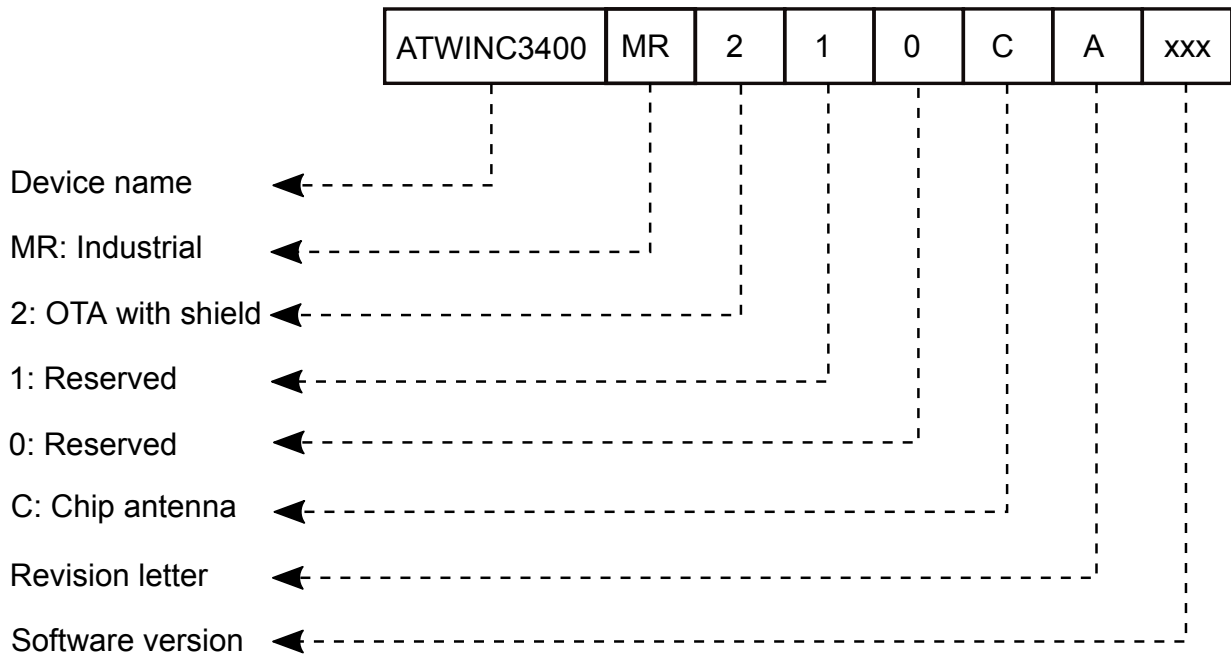 ATWINC3400 MR 2 1 0 C A xxx
Device name
MR: Industrial
2: OTA with shield
1: Reserved
0: Reserved
C: Chip antenna
Revision letter
Software version